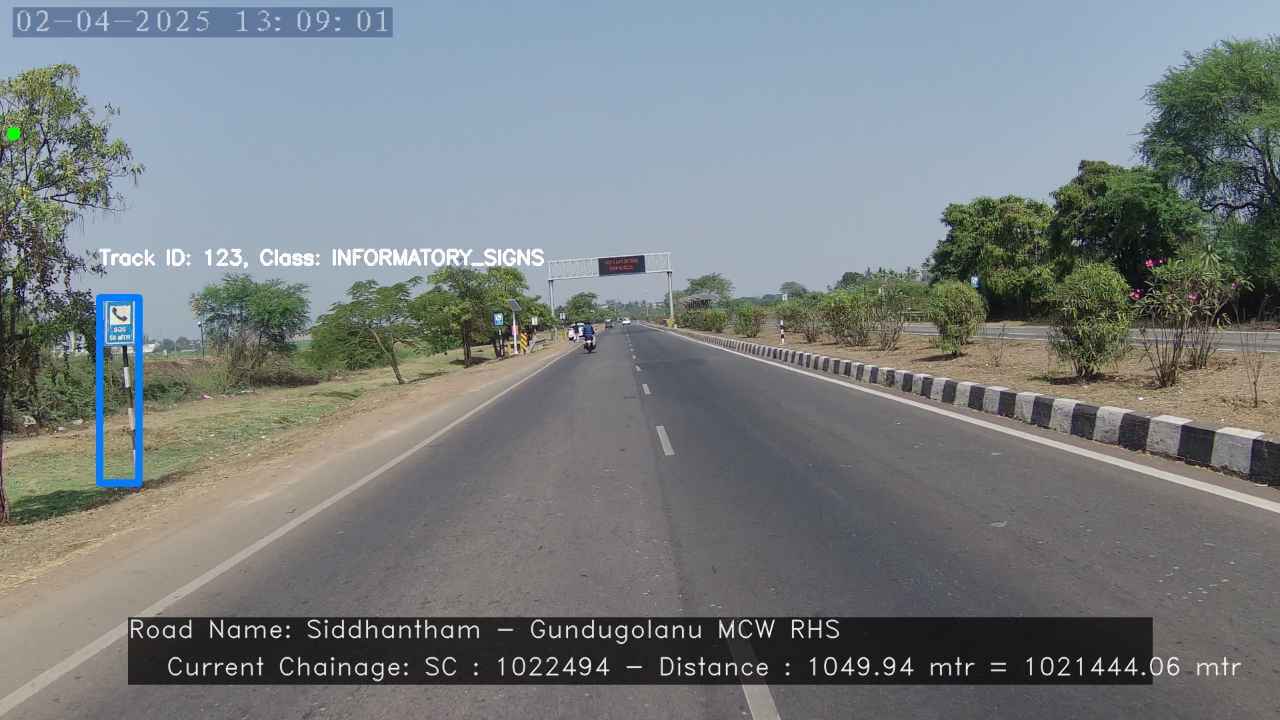 02-04-2025 13:09:01
Track ID: 123, Class: INFORMATORY_SIGNS
Road Name: Siddhantham - Gundugolanu MCW RHS
Current Chainage: SC : 1022494 - Distance : 1049.94 mtr = 1021444.06 mtr